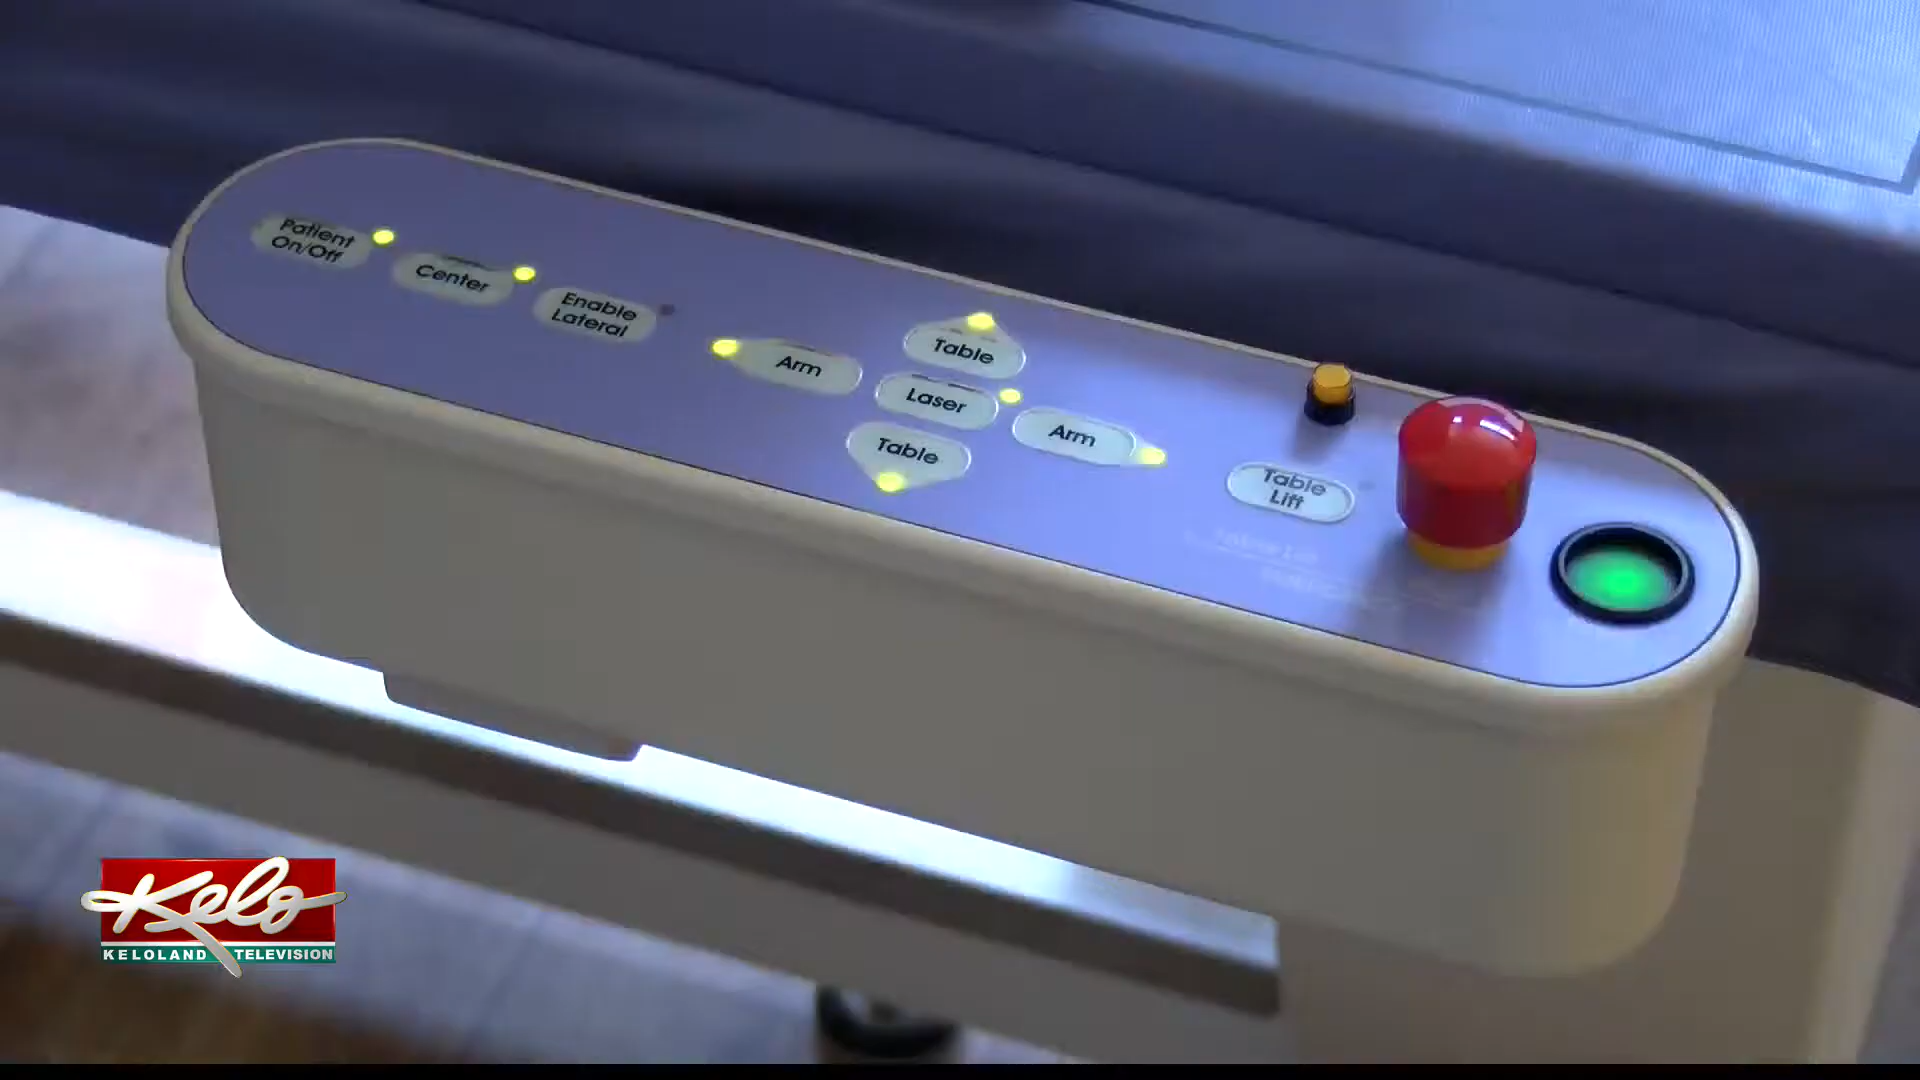 Patient
On/Off
Center
Enable
Lateral
Arm
Table
Laser
Table
Arm
Table
Lift
Kelo
KELOLAND TELEVISION